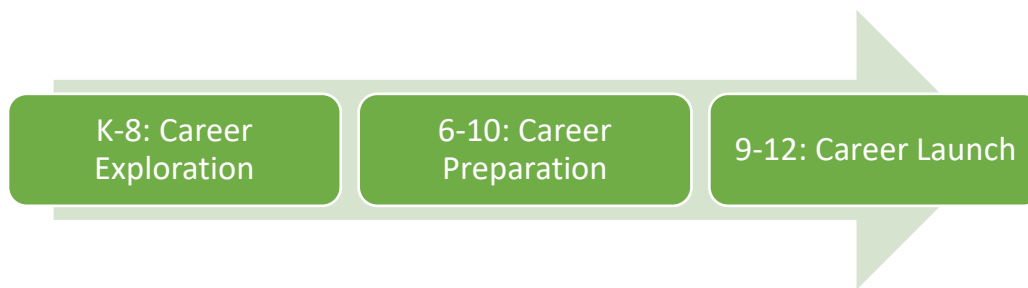 K-8: Career
Exploration
6-10: Career
Preparation
9-12: Career Launch